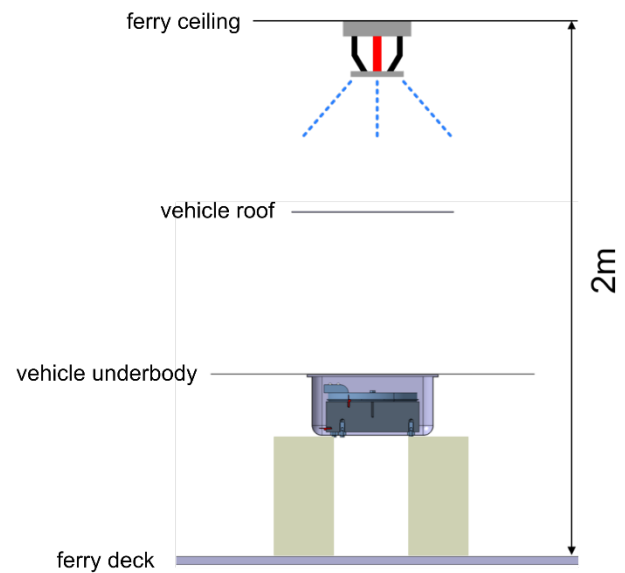 ferry ceiling
vehicle roof
2m
vehicle underbody
ferry deck